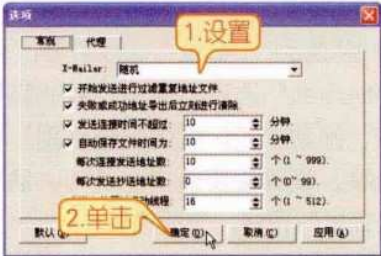 选项
常规 代理
1.设置
X-Mailer: 随机
开始发送进行过滤重复地址文件.
失败或成功地址导出后立刻进行清除.
发送连接时间不超过: 10 分钟.
自动保存文件时间为: 10 分钟.
每次连接发送地址数: 10 个(1 ~ 999).
每次发送抄送地址数: 0 个(0~ 99).
线程: 16 个(1 ~ 512).
2.单击
默认 确定(O) 取消(C) 应用(A)